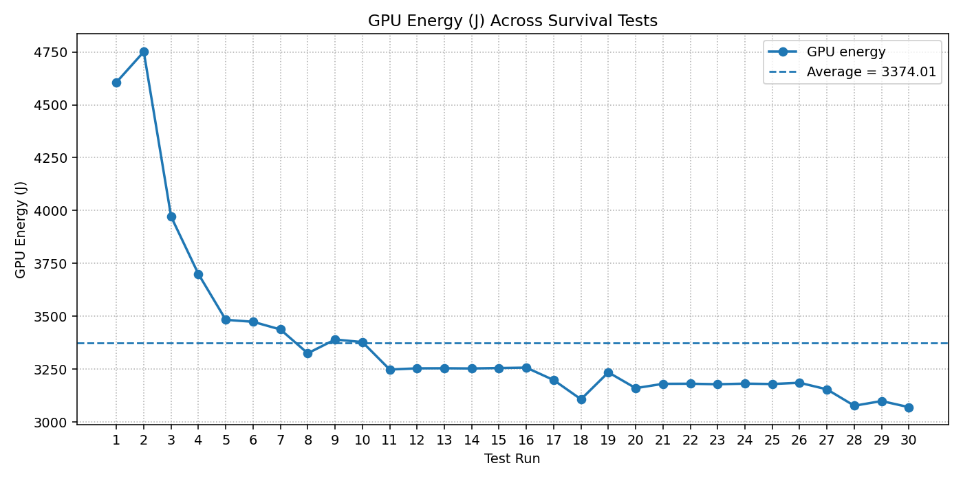 GPU Energy (J) Across Survival Tests
GPU energy
Average = 3374.01
GPU Energy (J)
4750
4500
4250
4000
3750
3500
3250
3000
1 2 3 4 5 6 7 8 9 10 11 12 13 14 15 16 17 18 19 20 21 22 23 24 25 26 27 28 29 30
Test Run